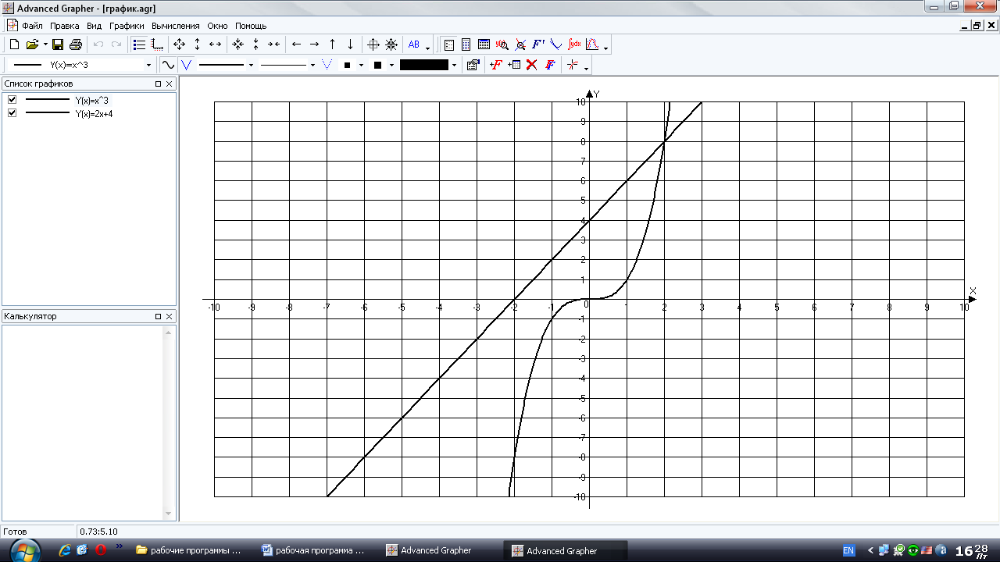 Advanced Grapher - [график.agr]
Файл Правка Вид Графики Вычисления Окно Помощь
AB F' ∫ydx
Y(x)=x^3 +F F
Список графиков
Y(x)=x^3
Y(x)=2x+4
Калькулятор
Y
10
9
8
7
6
5
4
3
2
1
X
-10 -9 -8 -7 -6 -5 -4 -3 -2 -1 0 1 2 3 4 5 6 7 8 9 10
-1
-2
-3
-4
-5
-6
-7
-8
-9
-10
Готов 0.73:5.10
рабочие программы ... рабочая программа ... Advanced Grapher Advanced Grapher EN 16 28
Пт